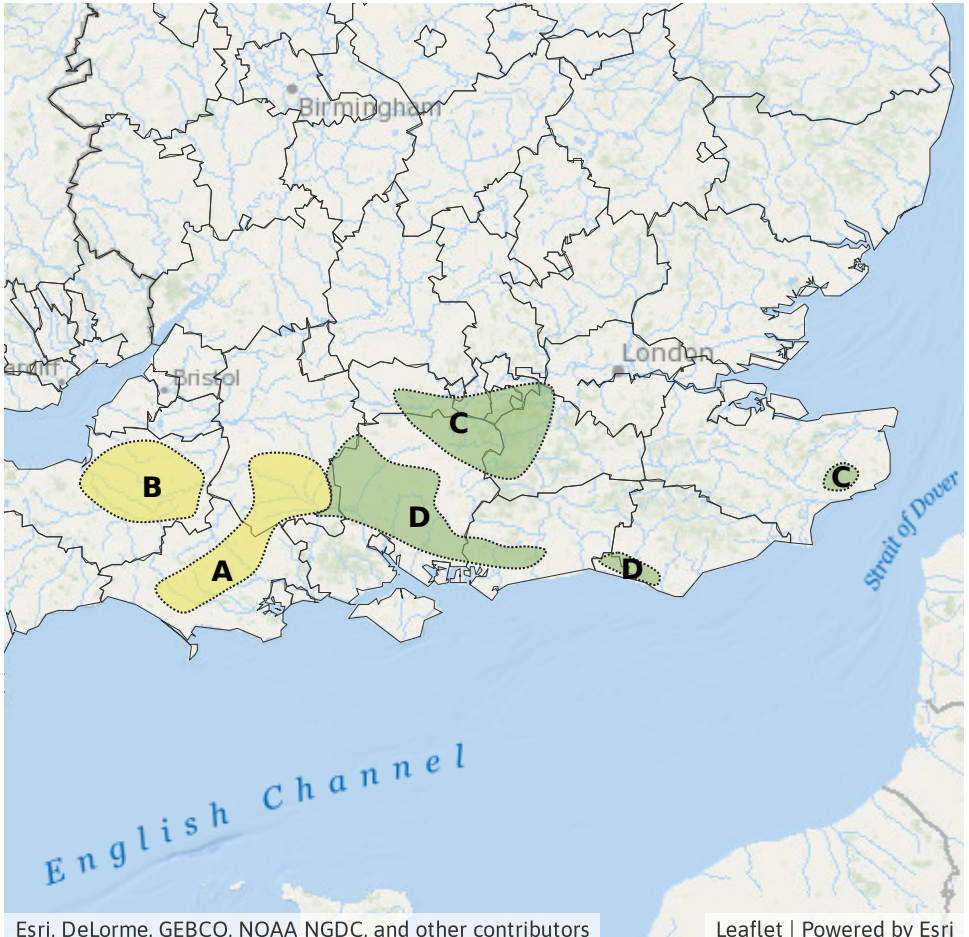 Birmingham
London
ardiff
Bristol
C
B
C
D
A
D
Strait of Dover
English Channel
Esri, DeLorme, GEBCO, NOAA NGDC, and other contributors
Leaflet | Powered by Esri